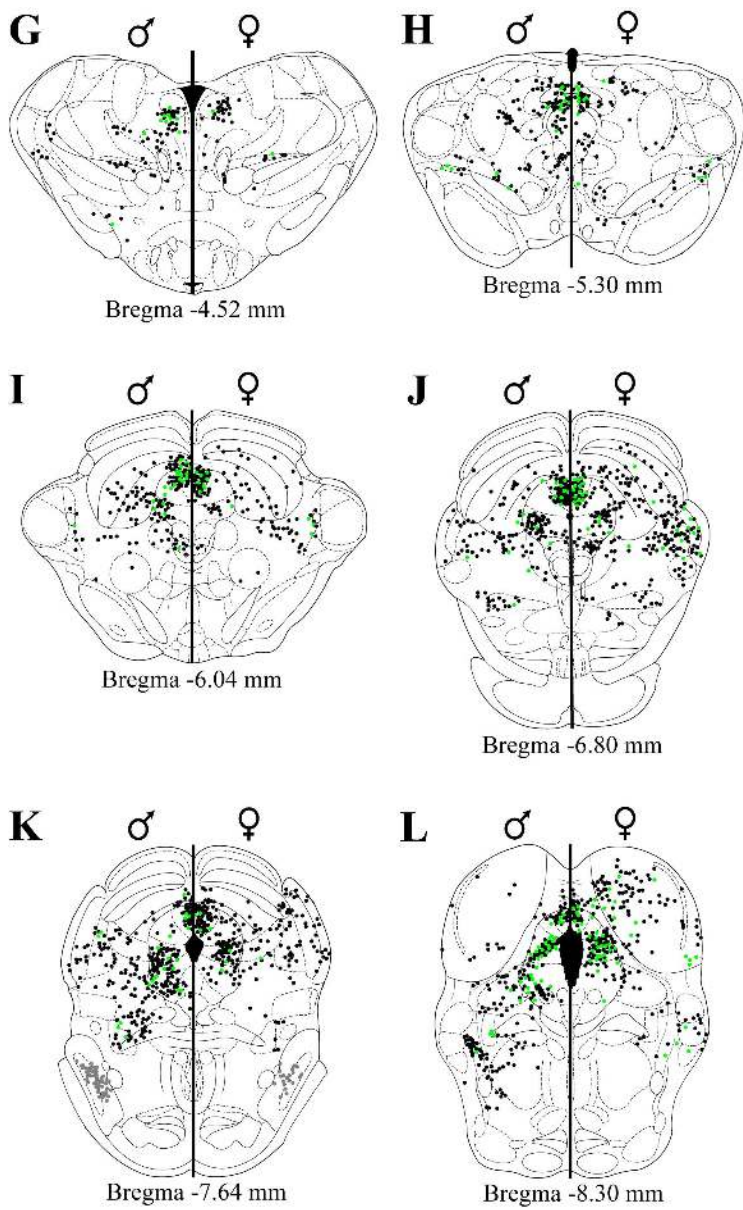 G ♂ ♀
H ♂ ♀
Bregma -4.52 mm
Bregma -5.30 mm
I ♂ ♀
J ♂ ♀
Bregma -6.04 mm
Bregma -6.80 mm
K ♂ ♀
L ♂ ♀
Bregma -7.64 mm
Bregma -8.30 mm